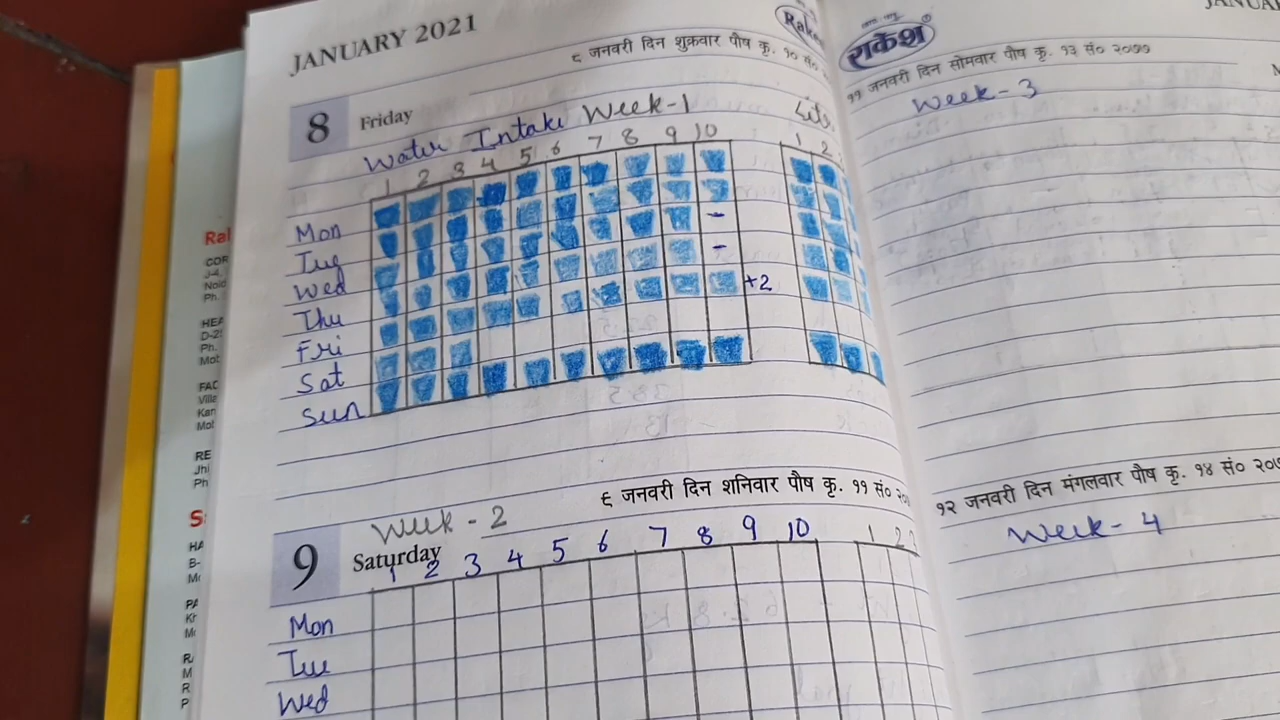 JANUARY 2021
८ जनवरी दिन शुक्रवार पौष कृ. १० सं०
8 Friday
Water Intake Week-1
1 2 3 4 5 6 7 8 9 10
1 2
Mon
Tue
Wed
Thu
+2
Fri
Sat
Sun
९ जनवरी दिन शनिवार पौष कृ. ११ सं०
Week - 2
9 Saturday
1 2 3 4 5 6 7 8 9 10
1 2
Mon
Tue
Wed
राकेश
११ जनवरी दिन सोमवार पौष कृ. १३ सं० २०७७
Week - 3
१२ जनवरी दिन मंगलवार पौष कृ. १४ सं०
Week - 4